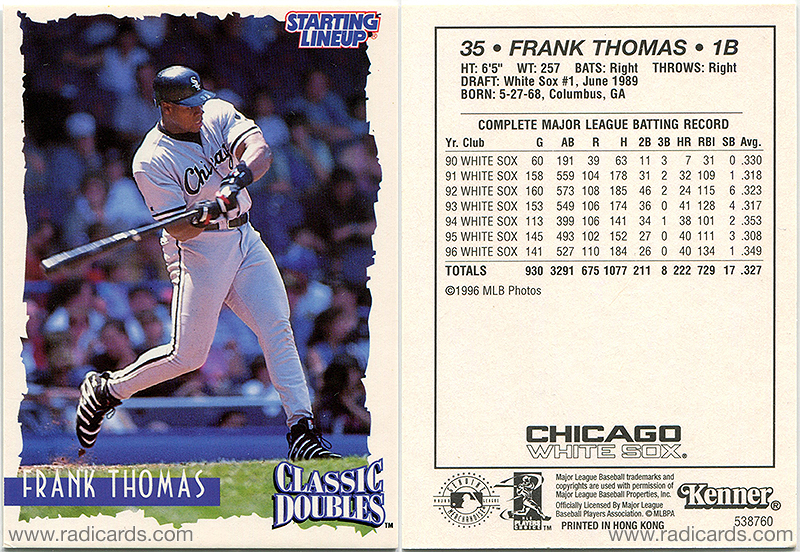 STARTING
LINEUP®
Chicago
FRANK THOMAS
CLASSIC
DOUBLES™
www.radicards.com
35 • FRANK THOMAS • 1B
HT: 6'5" WT: 257 BATS: Right THROWS: Right
DRAFT: White Sox #1, June 1989
BORN: 5-27-68, Columbus, GA
COMPLETE MAJOR LEAGUE BATTING RECORD
Yr. Club G AB R H 2B 3B HR RBI SB Avg.
90 WHITE SOX 60 191 39 63 11 3 7 31 0 .330
91 WHITE SOX 158 559 104 178 31 2 32 109 1 .318
92 WHITE SOX 160 573 108 185 46 2 24 115 6 .323
93 WHITE SOX 153 549 106 174 36 0 41 128 4 .317
94 WHITE SOX 113 399 106 141 34 1 38 101 2 .353
95 WHITE SOX 145 493 102 152 27 0 40 111 3 .308
96 WHITE SOX 141 527 110 184 26 0 40 134 1 .349
TOTALS 930 3291 675 1077 211 8 222 729 17 .327
©1996 MLB Photos
CHICAGO
WHITE SOX®
GENUINE
MERCHANDISE
PLAYERS
CHOICE
Major League Baseball trademarks and
copyrights are used with permission of
Major League Baseball Properties, Inc.
Officially Licensed By Major League
Baseball Players Association. ©MLBPA
PRINTED IN HONG KONG
Kenner®
538760
www.radicards.com